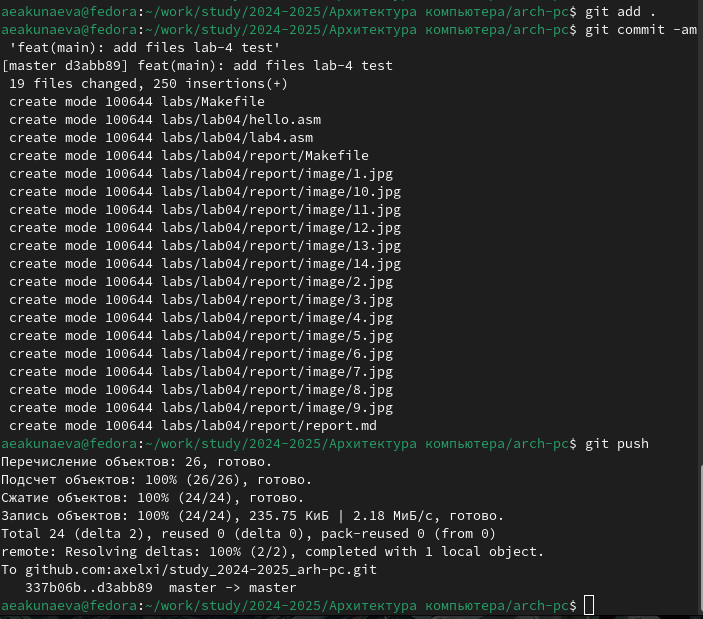 aeakunaeva@fedora:~/work/study/2024-2025/Архитектура компьютера/arch-pc$ git add .
aeakunaeva@fedora:~/work/study/2024-2025/Архитектура компьютера/arch-pc$ git commit -am
 'feat(main): add files lab-4 test'
[master d3abb89] feat(main): add files lab-4 test
 19 files changed, 250 insertions(+)
 create mode 100644 labs/Makefile
 create mode 100644 labs/lab04/hello.asm
 create mode 100644 labs/lab04/lab4.asm
 create mode 100644 labs/lab04/report/Makefile
 create mode 100644 labs/lab04/report/image/1.jpg
 create mode 100644 labs/lab04/report/image/10.jpg
 create mode 100644 labs/lab04/report/image/11.jpg
 create mode 100644 labs/lab04/report/image/12.jpg
 create mode 100644 labs/lab04/report/image/13.jpg
 create mode 100644 labs/lab04/report/image/14.jpg
 create mode 100644 labs/lab04/report/image/2.jpg
 create mode 100644 labs/lab04/report/image/3.jpg
 create mode 100644 labs/lab04/report/image/4.jpg
 create mode 100644 labs/lab04/report/image/5.jpg
 create mode 100644 labs/lab04/report/image/6.jpg
 create mode 100644 labs/lab04/report/image/7.jpg
 create mode 100644 labs/lab04/report/image/8.jpg
 create mode 100644 labs/lab04/report/image/9.jpg
 create mode 100644 labs/lab04/report/report.md
aeakunaeva@fedora:~/work/study/2024-2025/Архитектура компьютера/arch-pc$ git push
Перечисление объектов: 26, готово.
Подсчет объектов: 100% (26/26), готово.
Сжатие объектов: 100% (24/24), готово.
Запись объектов: 100% (24/24), 235.75 КиБ | 2.18 МиБ/с, готово.
Total 24 (delta 2), reused 0 (delta 0), pack-reused 0 (from 0)
remote: Resolving deltas: 100% (2/2), completed with 1 local object.
To github.com:axelxi/study_2024-2025_arh-pc.git
   337b06b..d3abb89  master -> master
aeakunaeva@fedora:~/work/study/2024-2025/Архитектура компьютера/arch-pc$